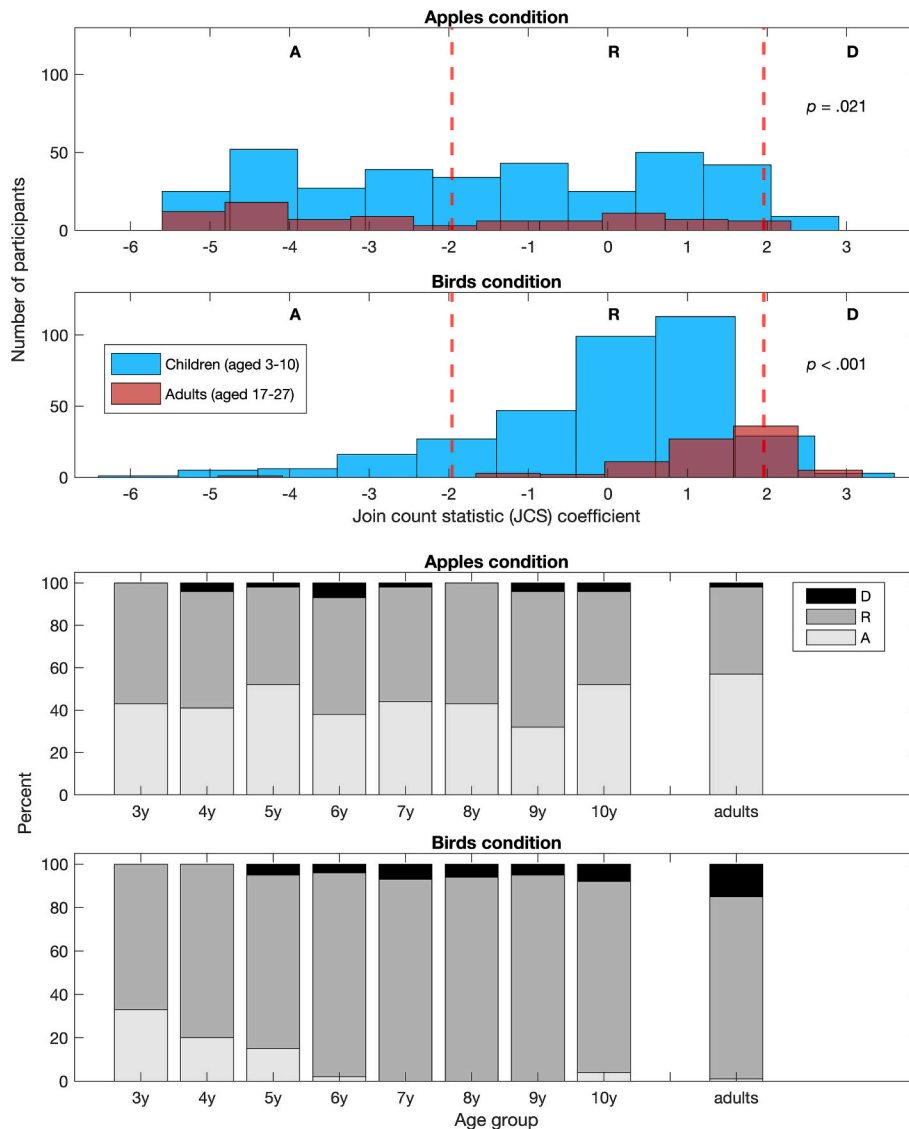 Apples condition
A R D
p = .021
100
50
0
-6 -5 -4 -3 -2 -1 0 1 2 3
Number of participants
Birds condition
A R D
Children (aged 3-10)
Adults (aged 17-27)
p < .001
100
50
0
-6 -5 -4 -3 -2 -1 0 1 2 3
Join count statistic (JCS) coefficient
Apples condition
100
80
60
40
20
0
D
R
A
3y 4y 5y 6y 7y 8y 9y 10y adults
Percent
Birds condition
100
80
60
40
20
0
3y 4y 5y 6y 7y 8y 9y 10y adults
Age group